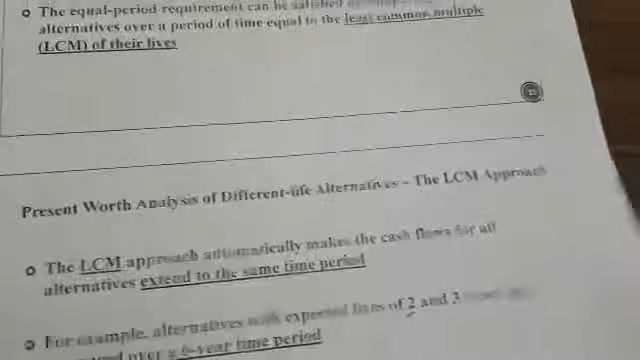 The equal-period requirement can be satisfied
alternatives over a period of time equal to the least common multiple
(LCM) of their lives
Present Worth Analysis of Different-life Alternatives – The LCM Approach
The LCM approach automatically makes the cash flows for all
alternatives extend to the same time period
For example, alternatives with expected lives of 2 and 3
over a 6-year time period